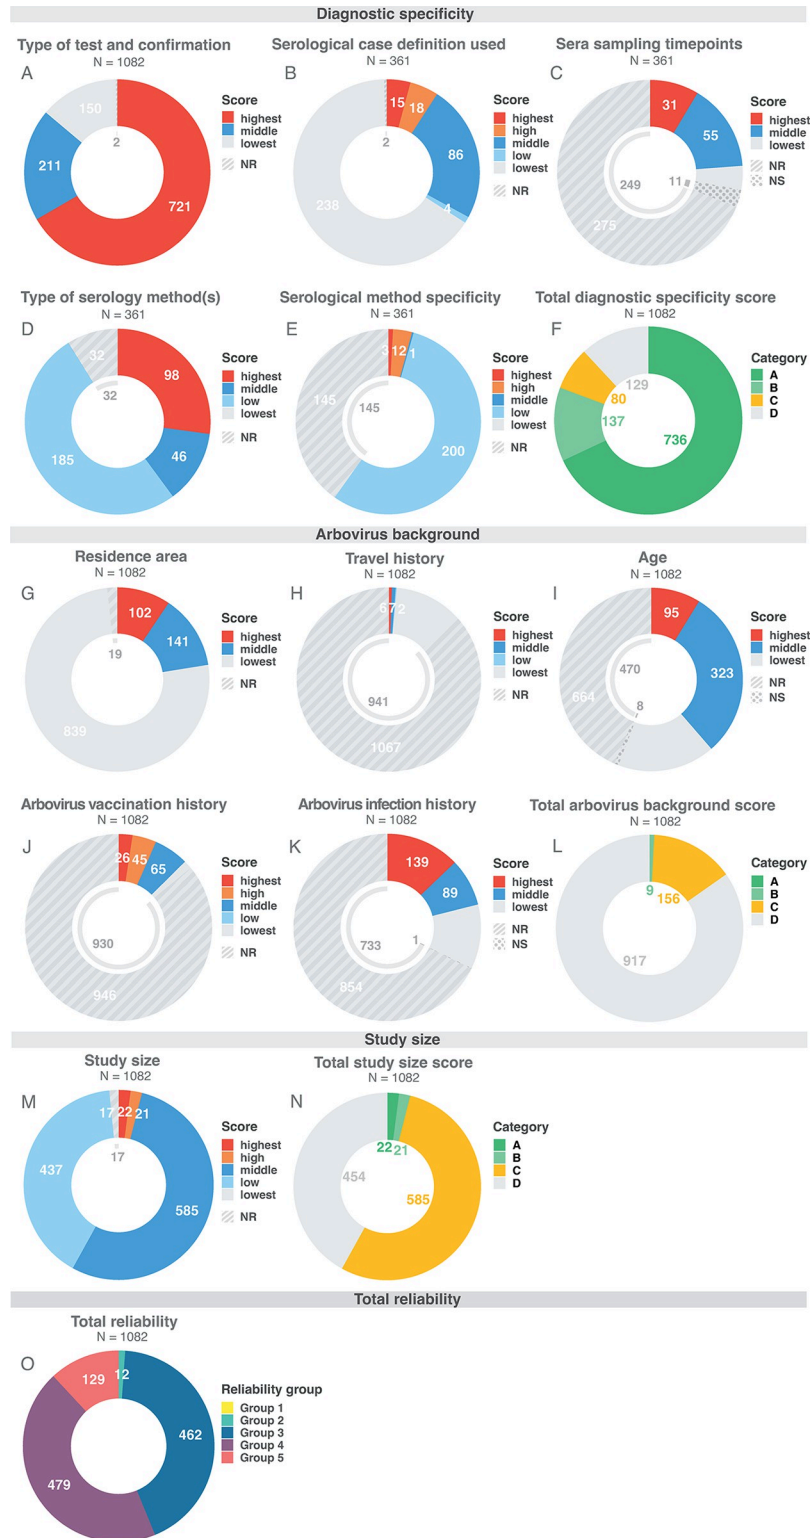 Diagnostic specificity
Type of test and confirmation
N = 1082
A
150
2
211
721
Score
highest
middle
lowest
NR
Serological case definition used
N = 361
B
15
18
2
86
4
238
Score
highest
high
middle
low
lowest
NR
Sera sampling timepoints
N = 361
C
31
55
249
11
275
Score
highest
middle
lowest
NR
NS
Type of serology method(s)
N = 361
D
32
98
32
46
185
Score
highest
middle
low
lowest
NR
Serological method specificity
N = 361
E
3
12
1
145
145
200
Score
highest
high
middle
low
lowest
NR
Total diagnostic specificity score
N = 1082
F
129
80
137
736
Category
A
B
C
D
Arbovirus background
Residence area
N = 1082
G
102
141
19
839
Score
highest
middle
lowest
NR
Travel history
N = 1082
H
6
7
2
941
1067
Score
highest
middle
low
lowest
NR
Age
N = 1082
I
95
323
470
8
664
Score
highest
middle
lowest
NR
NS
Arbovirus vaccination history
N = 1082
J
26
45
65
930
946
Score
highest
high
middle
low
lowest
NR
Arbovirus infection history
N = 1082
K
139
89
733
1
854
Score
highest
middle
lowest
NR
NS
Total arbovirus background score
N = 1082
L
9
156
917
Category
A
B
C
D
Study size
Study size
N = 1082
M
17
22
21
17
437
585
Score
highest
high
middle
low
lowest
NR
Total study size score
N = 1082
N
22
21
454
585
Category
A
B
C
D
Total reliability
Total reliability
N = 1082
O
129
12
462
479
Reliability group
Group 1
Group 2
Group 3
Group 4
Group 5